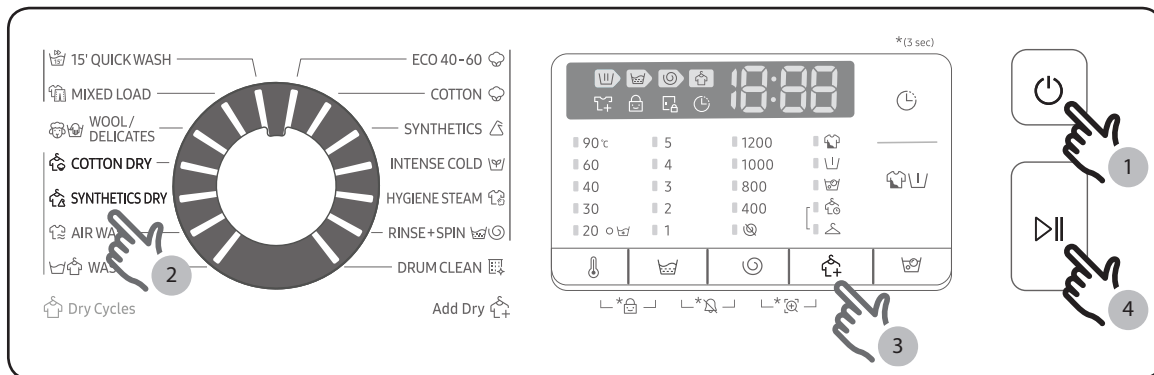 *(3 sec)
15' QUICK WASH
MIXED LOAD
WOOL/
DELICATES
COTTON DRY
SYNTHETICS DRY
AIR WA
WAS
Dry Cycles
ECO 40-60
COTTON
SYNTHETICS
INTENSE COLD
HYGIENE STEAM
RINSE+SPIN
DRUM CLEAN
Add Dry
18:88
90℃ 5 1200
60 4 1000
40 3 800
30 2 400
20 1
* * *
1
2
3
4